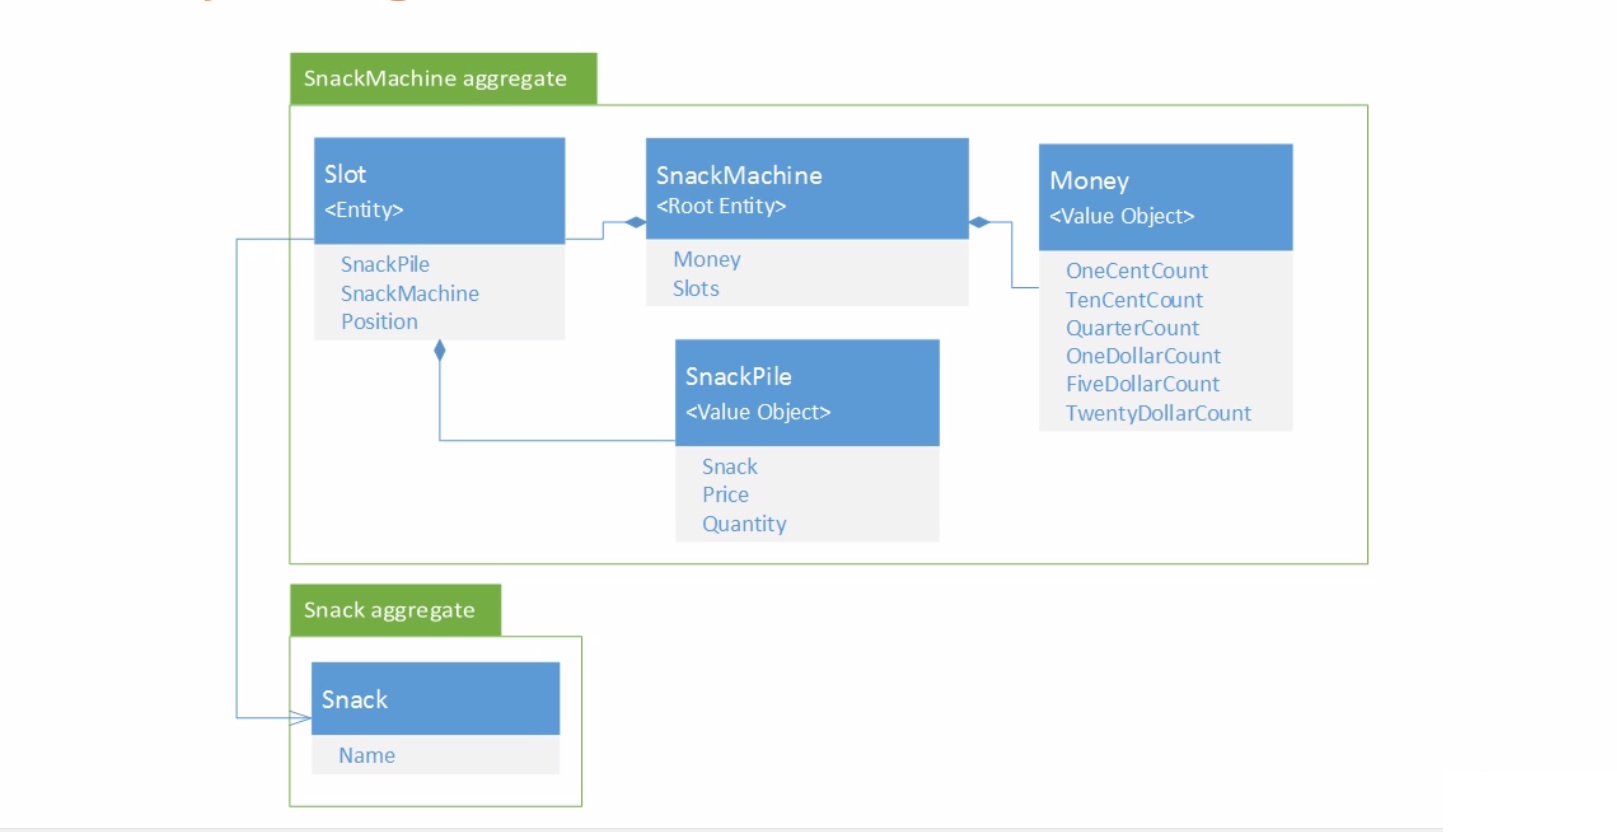 SnackMachine aggregate
Slot
<Entity>
SnackPile
SnackMachine
Position
SnackMachine
<Root Entity>
Money
Slots
Money
<Value Object>
OneCentCount
TenCentCount
QuarterCount
OneDollarCount
FiveDollarCount
TwentyDollarCount
SnackPile
<Value Object>
Snack
Price
Quantity
Snack aggregate
Snack
Name